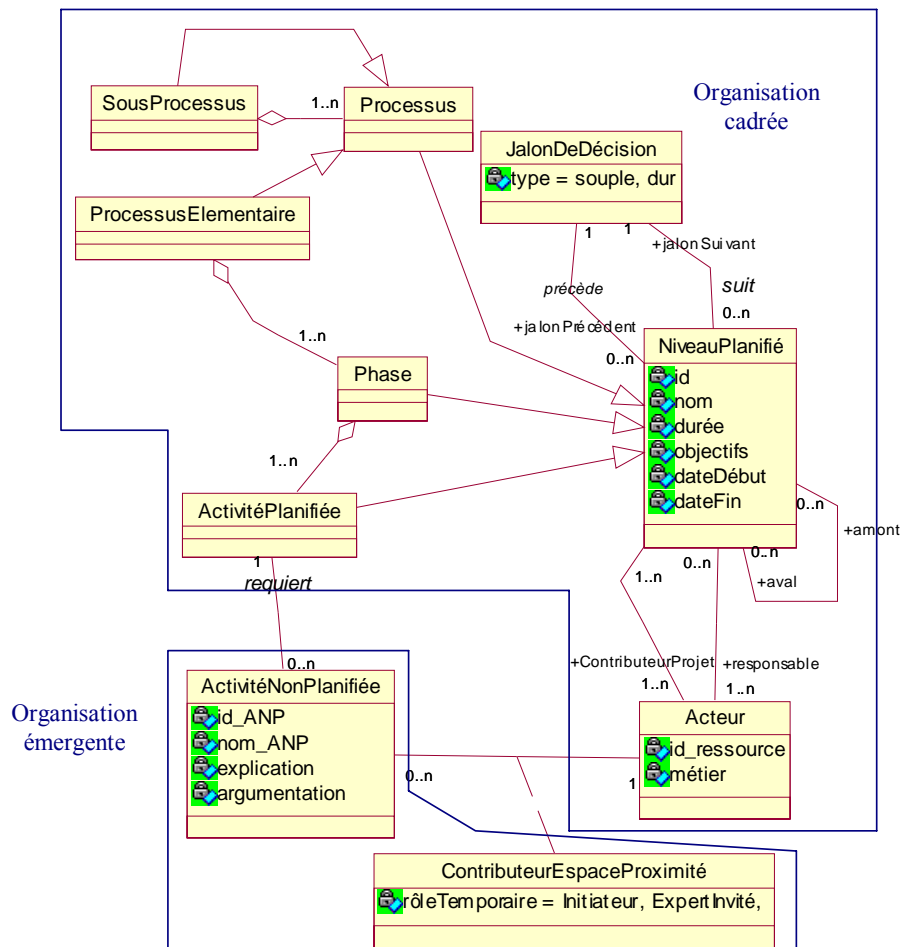 SousProcessus
1..n
Processus
Organisation
cadrée
JalonDeDécision
type = souple, dur
ProcessusElementaire
1
1
+jalonSuivant
précède
suit
0..n
+jalonPrécédent
1..n
0..n
NiveauPlanifié
id
nom
durée
objectifs
dateDébut
dateFin
Phase
1..n
ActivitéPlanifiée
0..n
+amont
0..n
+aval
1..n
0..n
1
requiert
+ContributeurProjet
+responsable
0..n
1..n
1..n
ActivitéNonPlanifiée
id_ANP
nom_ANP
explication
argumentation
Organisation
émergente
Acteur
id_ressource
métier
0..n
1
ContributeurEspaceProximité
rôleTemporaire = Initiateur, ExpertInvité,